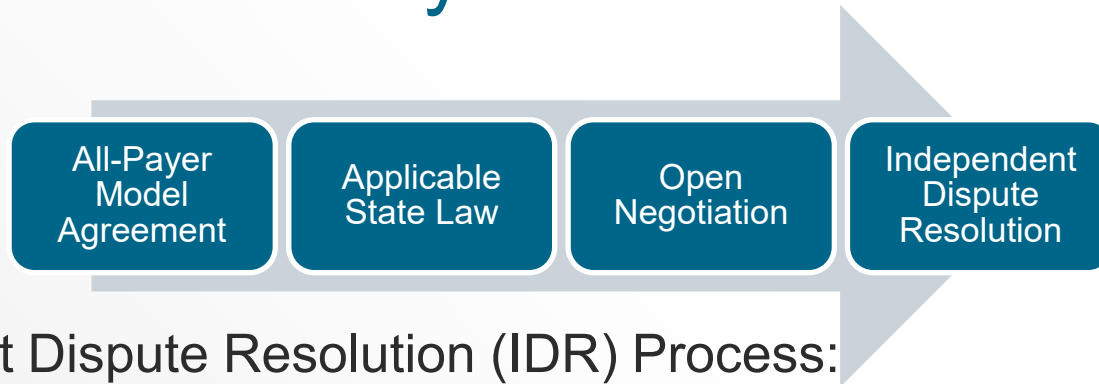 All-Payer
Model
Agreement
Applicable
State Law
Open
Negotiation
Independent
Dispute
Resolution
t Dispute Resolution (IDR) Process: